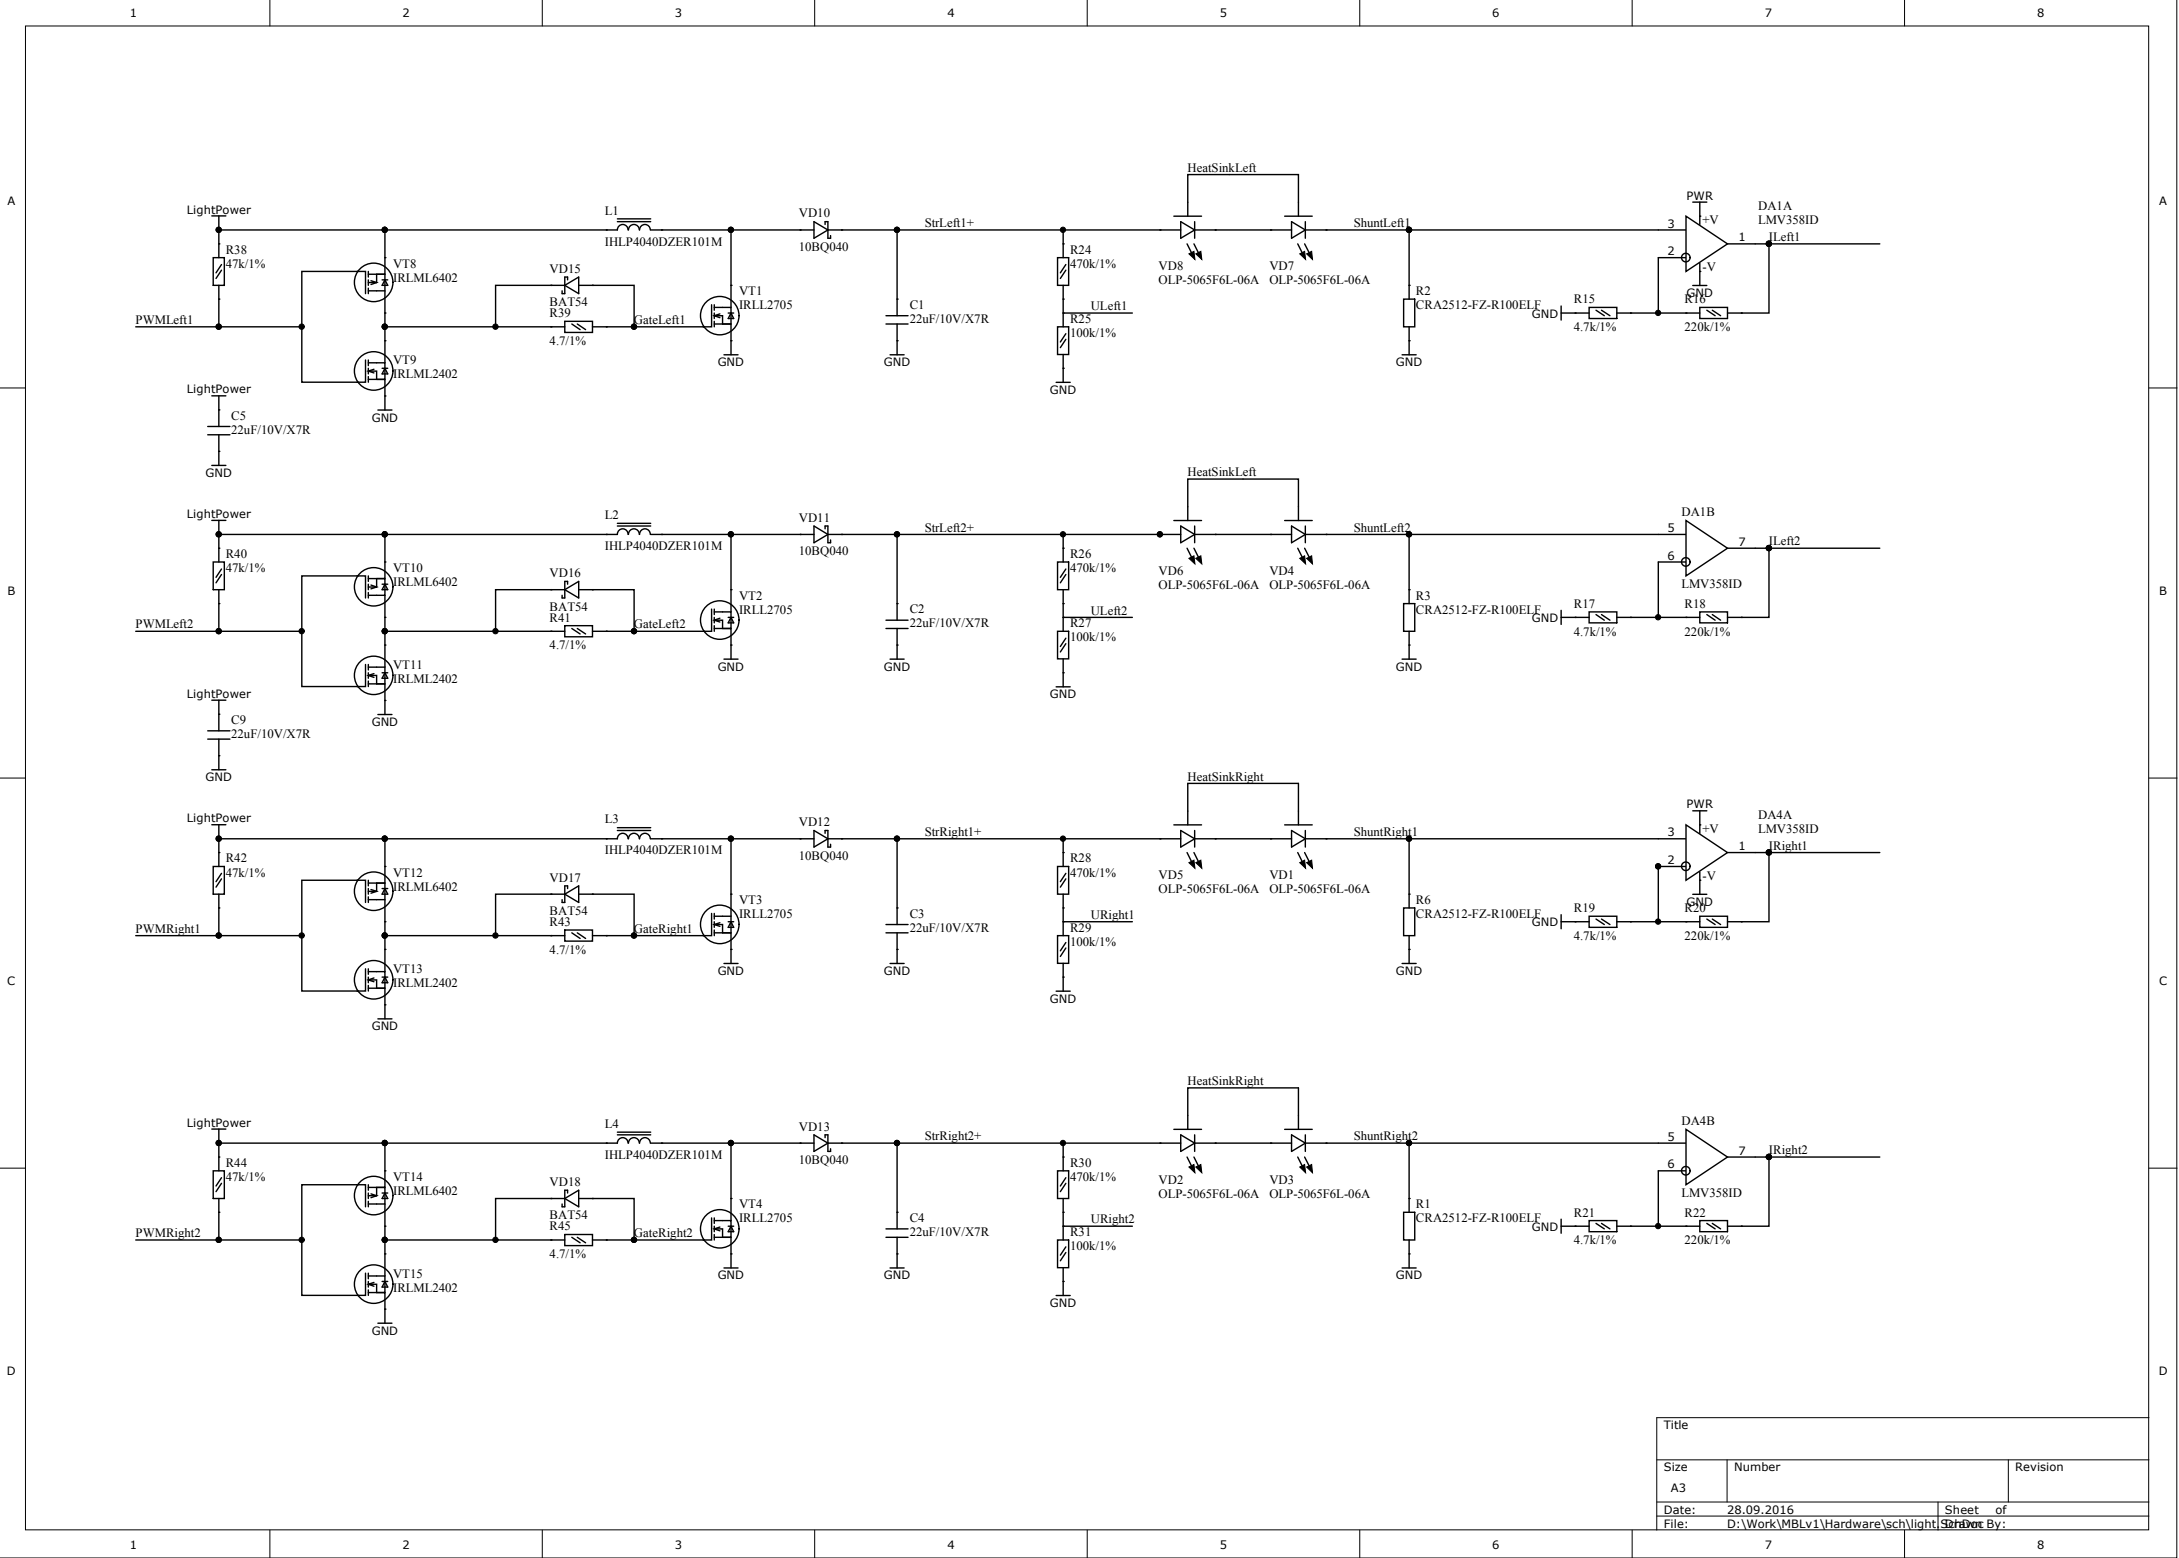 1 2 3 4 5 6 7 8
A A
HeatSinkLeft
LightPower
L1
VD10
StrLeft1+
ShuntLeft1
PWR
DA1A
LMV358ID
R38
47k/1%
VT8
IRLML6402
IHLP4040DZER101M
10BQ040
R24
470k/1%
VD8
OLP-5065F6L-06A
VD7
OLP-5065F6L-06A
3
+V
1
ILeft1
2
-V
GND
VD15
BAT54
R39
4.7/1%
VT1
IRLL2705
C1
22uF/10V/X7R
ULeft1
R25
100k/1%
R2
CRA2512-FZ-R100ELF
GND
R15
4.7k/1%
R16
220k/1%
PWMLeft1
GateLeft1
VT9
IRLML2402
GND
GND
GND
GND
GND
LightPower
C5
22uF/10V/X7R
GND
B B
HeatSinkLeft
LightPower
L2
VD11
StrLeft2+
ShuntLeft2
DA1B
R40
47k/1%
VT10
IRLML6402
IHLP4040DZER101M
10BQ040
R26
470k/1%
VD6
OLP-5065F6L-06A
VD4
OLP-5065F6L-06A
5
7
ILeft2
6
LMV358ID
VD16
BAT54
R41
4.7/1%
VT2
IRLL2705
C2
22uF/10V/X7R
ULeft2
R27
100k/1%
R3
CRA2512-FZ-R100ELF
GND
R17
4.7k/1%
R18
220k/1%
PWMLeft2
GateLeft2
VT11
IRLML2402
GND
GND
GND
GND
GND
LightPower
C9
22uF/10V/X7R
GND
C C
HeatSinkRight
LightPower
L3
VD12
StrRight1+
ShuntRight1
PWR
DA4A
LMV358ID
R42
47k/1%
VT12
IRLML6402
IHLP4040DZER101M
10BQ040
R28
470k/1%
VD5
OLP-5065F6L-06A
VD1
OLP-5065F6L-06A
3
+V
1
IRight1
2
-V
GND
VD17
BAT54
R43
4.7/1%
VT3
IRLL2705
C3
22uF/10V/X7R
URight1
R29
100k/1%
R6
CRA2512-FZ-R100ELF
GND
R19
4.7k/1%
R20
220k/1%
PWMRight1
GateRight1
VT13
IRLML2402
GND
GND
GND
GND
GND
D D
HeatSinkRight
LightPower
L4
VD13
StrRight2+
ShuntRight2
DA4B
R44
47k/1%
VT14
IRLML6402
IHLP4040DZER101M
10BQ040
R30
470k/1%
VD2
OLP-5065F6L-06A
VD3
OLP-5065F6L-06A
5
7
IRight2
6
LMV358ID
VD18
BAT54
R45
4.7/1%
VT4
IRLL2705
C4
22uF/10V/X7R
URight2
R31
100k/1%
R1
CRA2512-FZ-R100ELF
GND
R21
4.7k/1%
R22
220k/1%
PWMRight2
GateRight2
VT15
IRLML2402
GND
GND
GND
GND
GND
Title
Size Number Revision
A3
Date: 28.09.2016 Sheet of
File: D:\Work\MBLv1\Hardware\sch\light.SchDoc Drawn By:
1 2 3 4 5 6 7 8